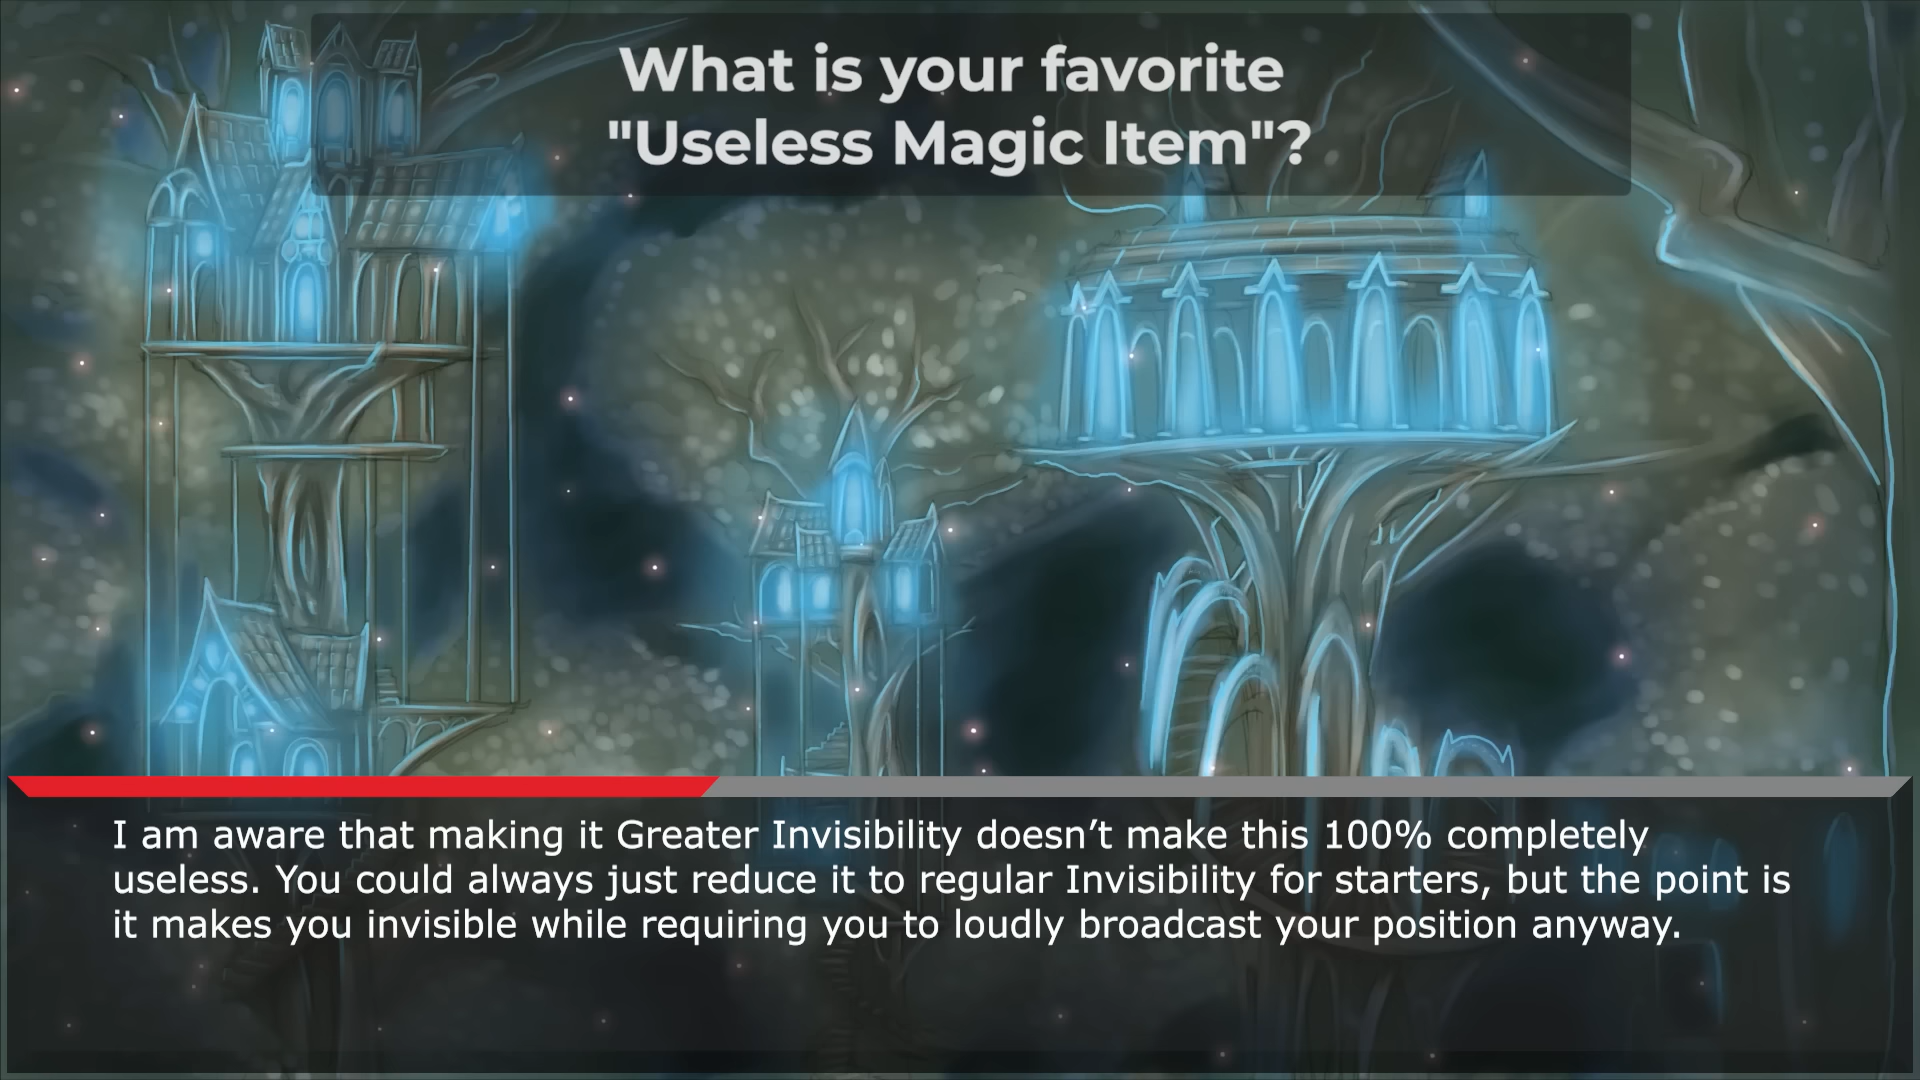 What is your favorite
"Useless Magic Item"?
I am aware that making it Greater Invisibility doesn’t make this 100% completely
useless. You could always just reduce it to regular Invisibility for starters, but the point is
it makes you invisible while requiring you to loudly broadcast your position anyway.